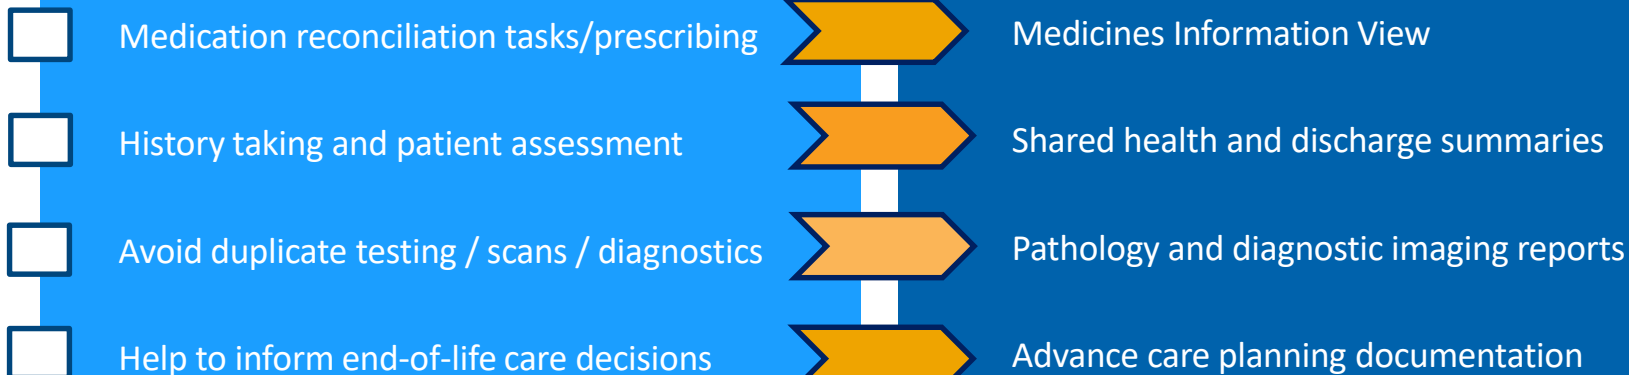 Medication reconciliation tasks/prescribing
Medicines Information View
History taking and patient assessment
Shared health and discharge summaries
Avoid duplicate testing / scans / diagnostics
Pathology and diagnostic imaging reports
Help to inform end-of-life care decisions
Advance care planning documentation